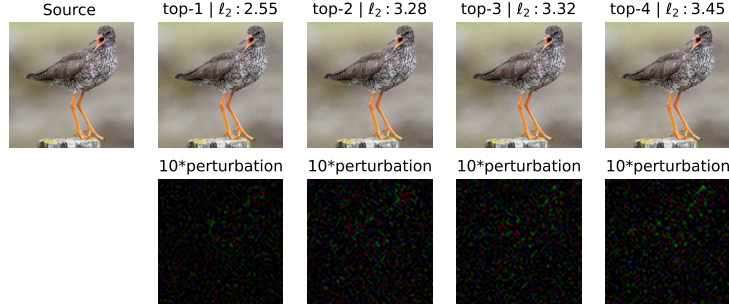 Source
top-1 | ℓ₂ : 2.55
top-2 | ℓ₂ : 3.28
top-3 | ℓ₂ : 3.32
top-4 | ℓ₂ : 3.45
10*perturbation
10*perturbation
10*perturbation
10*perturbation